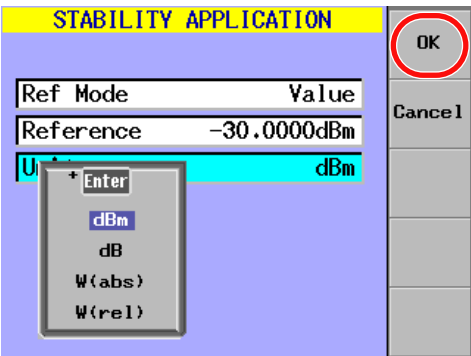 STABILITY APPLICATION
OK
Ref Mode Value
Cancel
Reference -30.0000dBm
dBm
+ Enter
dBm
dB
W(abs)
W(rel)